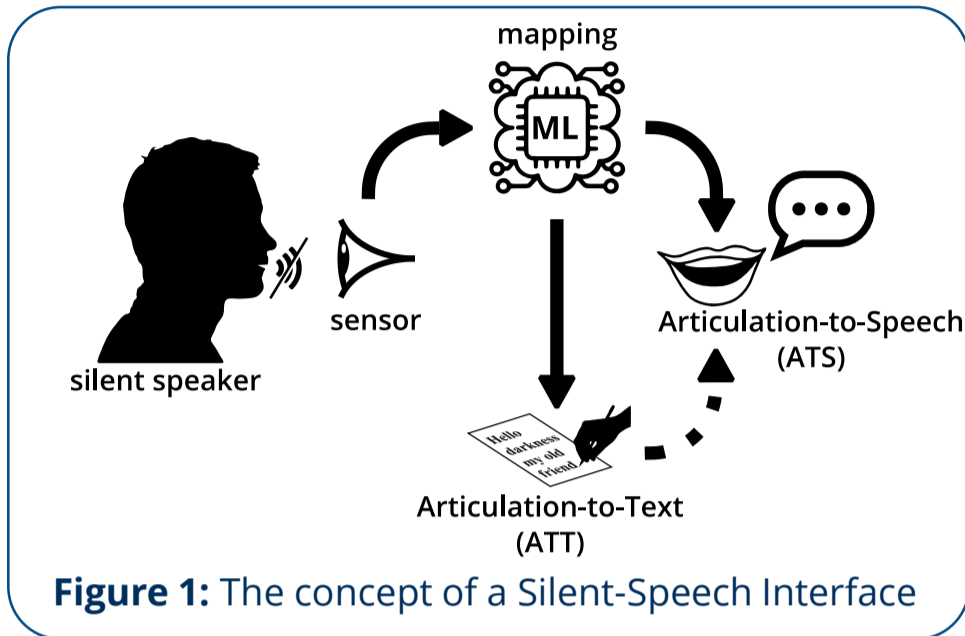 mapping
ML
sensor
silent speaker
Articulation-to-Speech
(ATS)
Hello
darkness
my old
friend
Articulation-to-Text
(ATT)
Figure 1: The concept of a Silent-Speech Interface